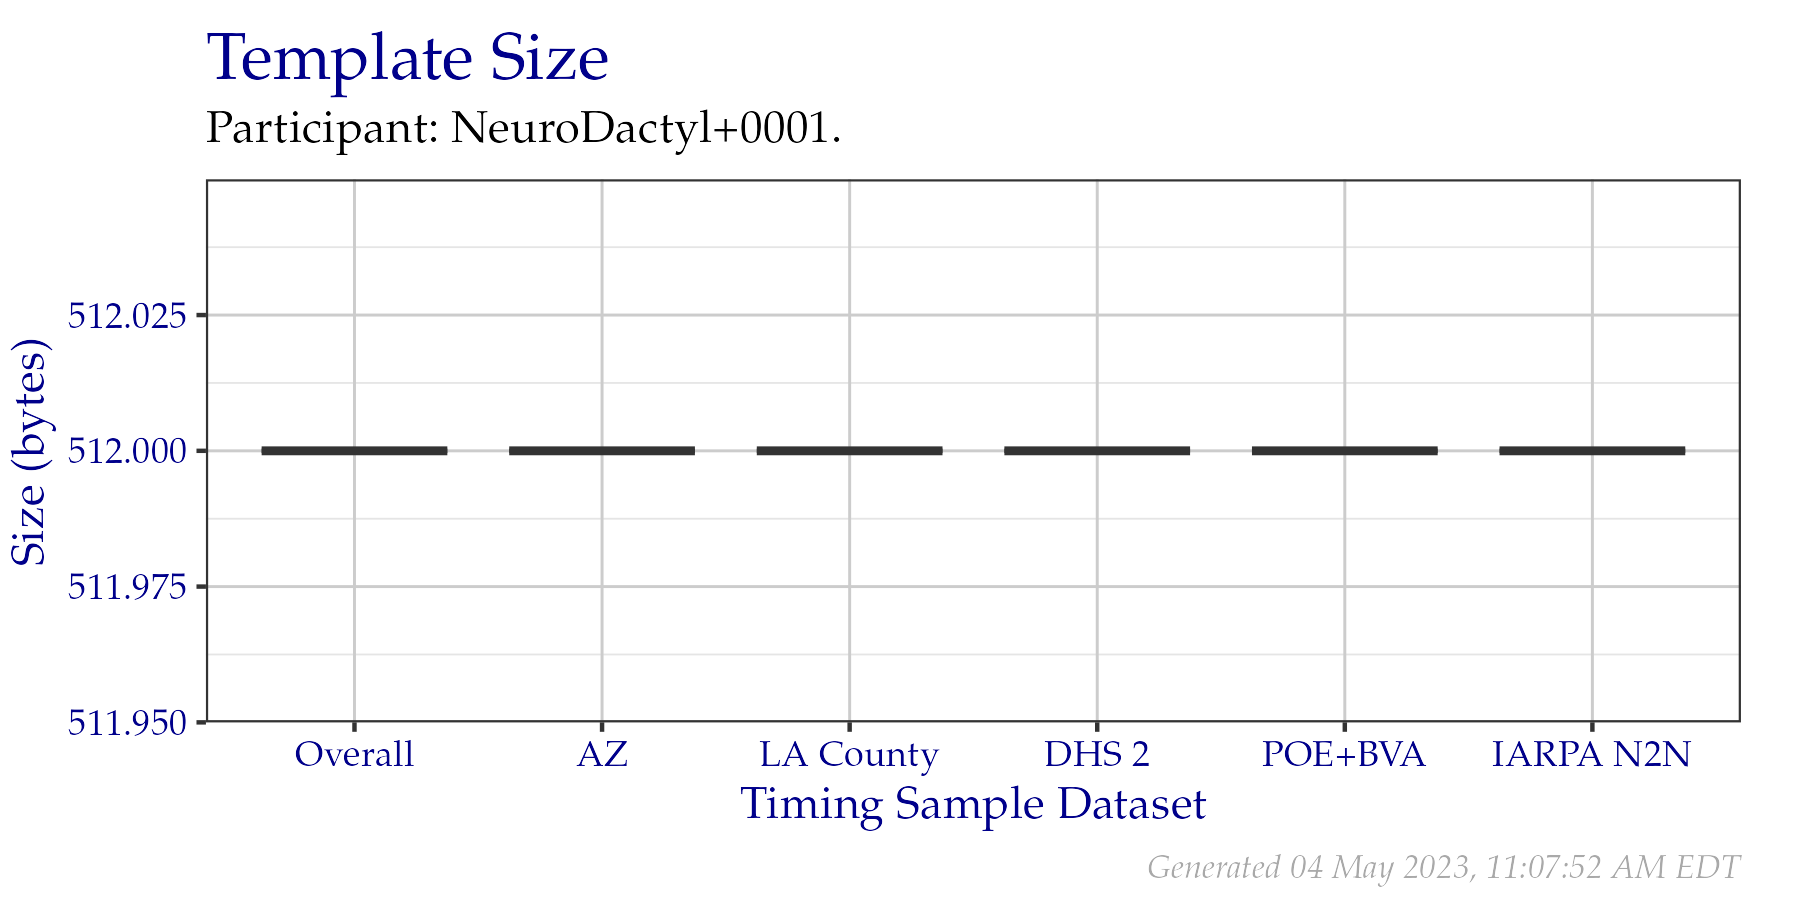 Template Size
Participant: NeuroDactyl+0001.
Size (bytes)
512.025
512.000
511.975
511.950
Overall AZ LA County DHS 2 POE+BVA IARPA N2N
Timing Sample Dataset
Generated 04 May 2023, 11:07:52 AM EDT